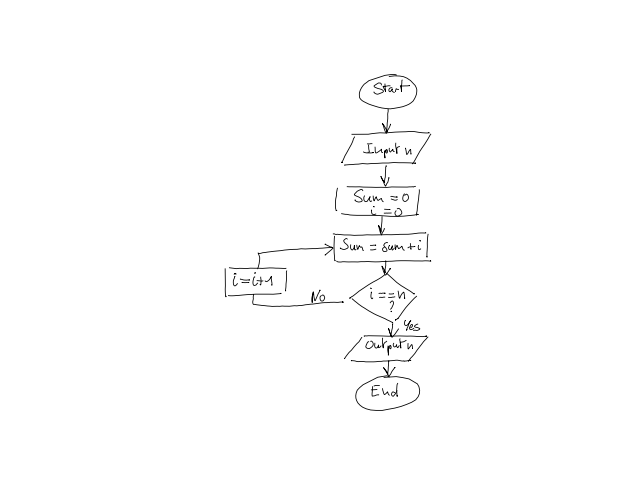 Start
Input n
Sum = 0
i = 0
Sum = sum + i
i = i+1
No
i == n
?
Yes
Output n
End